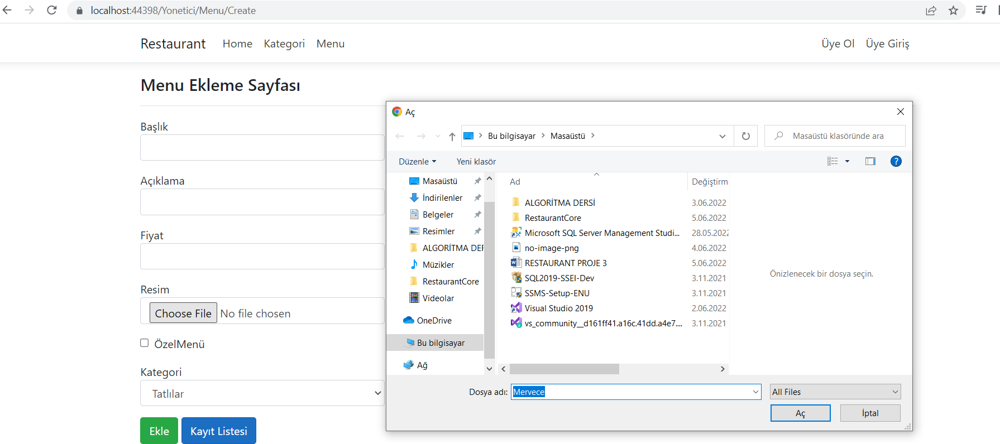 localhost:44398/Yonetici/Menu/Create
Restaurant Home Kategori Menu Üye Ol Üye Giriş
Menu Ekleme Sayfası
Başlık
Açıklama
Fiyat
Resim
Choose File No file chosen
ÖzelMenü
Kategori
Tatlılar
Ekle Kayıt Listesi
Aç
Bu bilgisayar Masaüstü
Masaüstü klasöründe ara
Düzenle Yeni klasör
Masaüstü
İndirilenler
Belgeler
Resimler
ALGORİTMA DER
Müzikler
RestaurantCore
Videolar
OneDrive
Bu bilgisayar
Ağ
Ad Değiştirm
ALGORİTMA DERSİ 3.06.2022
RestaurantCore 5.06.2022
Microsoft SQL Server Management Studi... 28.05.2022
no-image-png 4.06.2022
RESTAURANT PROJE 3 5.06.2022
SQL2019-SSEI-Dev 3.11.2021
SSMS-Setup-ENU 3.11.2021
Visual Studio 2019 2.06.2022
vs_community__d161ff41.a16c.41dd.a4e7.... 3.11.2021
Önizlenecek bir dosya seçin.
Dosya adı: Mervece All Files
Aç İptal